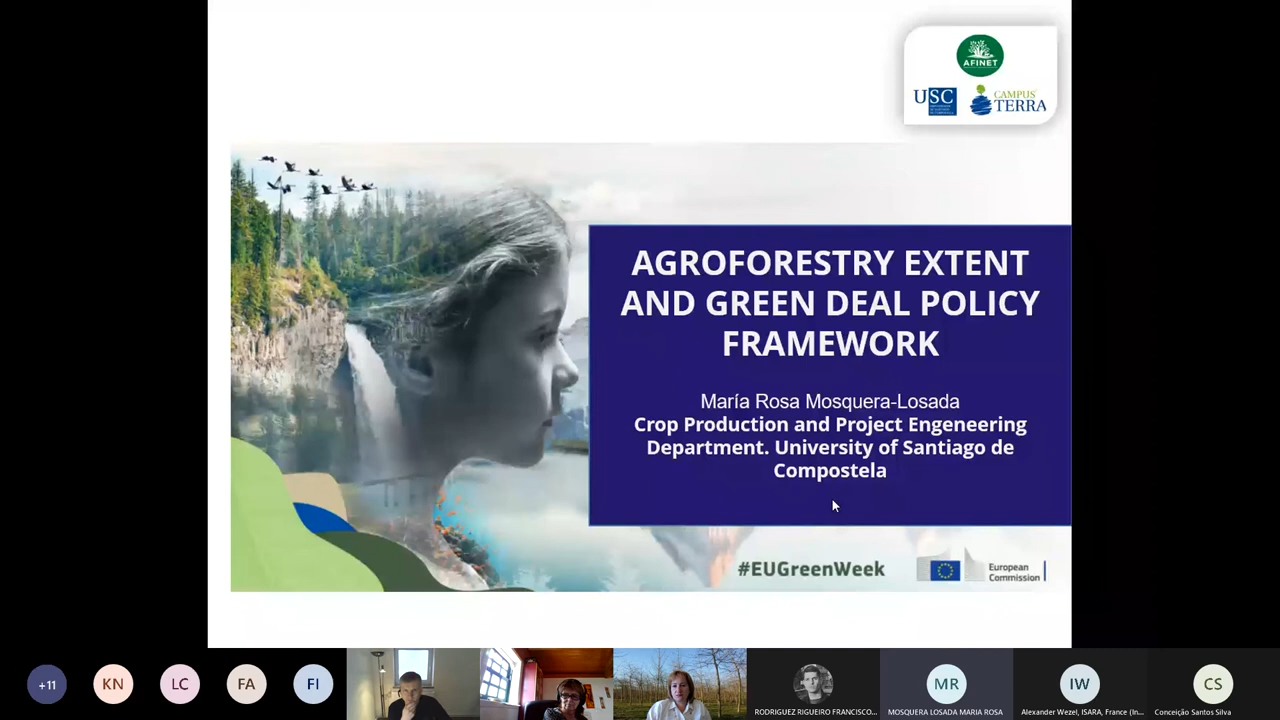 AFINET
USC
CAMPUS
TERRA
AGROFORESTRY EXTENT
AND GREEN DEAL POLICY
FRAMEWORK
María Rosa Mosquera-Losada
Crop Production and Project Engeneering
Department. University of Santiago de
Compostela
#EUGreenWeek
European
Commission
+11
KN
LC
FA
FI
RODRIGUEZ RIGUEIRO FRANCISCO...
MR
MOSQUERA LOSADA MARIA ROSA
IW
Alexander Wezel, ISARA, France (In...
CS
Conceição Santos Silva